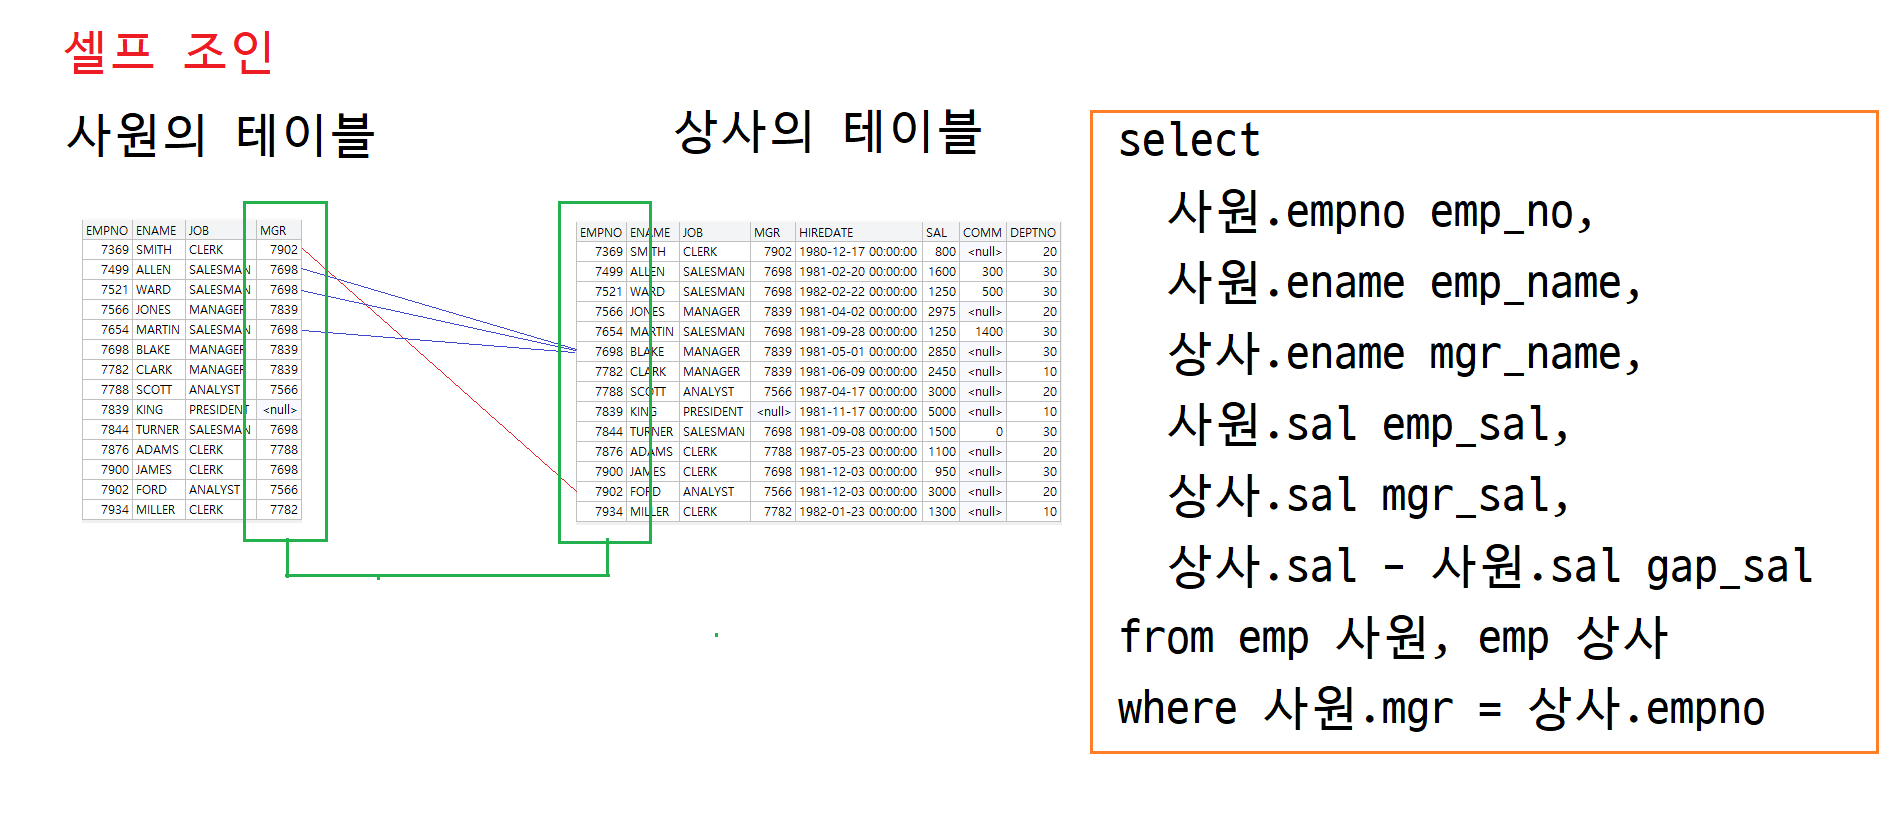 셀프 조인
사원의 테이블
상사의 테이블
EMPNO ENAME JOB MGR
7369 SMITH CLERK 7902
7499 ALLEN SALESMAN 7698
7521 WARD SALESMAN 7698
7566 JONES MANAGER 7839
7654 MARTIN SALESMAN 7698
7698 BLAKE MANAGER 7839
7782 CLARK MANAGER 7839
7788 SCOTT ANALYST 7566
7839 KING PRESIDENT <null>
7844 TURNER SALESMAN 7698
7876 ADAMS CLERK 7788
7900 JAMES CLERK 7698
7902 FORD ANALYST 7566
7934 MILLER CLERK 7782
EMPNO ENAME JOB MGR HIREDATE SAL COMM DEPTNO
7369 SMITH CLERK 7902 1980-12-17 00:00:00 800 <null> 20
7499 ALLEN SALESMAN 7698 1981-02-20 00:00:00 1600 300 30
7521 WARD SALESMAN 7698 1982-02-22 00:00:00 1250 500 30
7566 JONES MANAGER 7839 1981-04-02 00:00:00 2975 <null> 20
7654 MARTIN SALESMAN 7698 1981-09-28 00:00:00 1250 1400 30
7698 BLAKE MANAGER 7839 1981-05-01 00:00:00 2850 <null> 30
7782 CLARK MANAGER 7839 1981-06-09 00:00:00 2450 <null> 10
7788 SCOTT ANALYST 7566 1987-04-17 00:00:00 3000 <null> 20
7839 KING PRESIDENT <null> 1981-11-17 00:00:00 5000 <null> 10
7844 TURNER SALESMAN 7698 1981-09-08 00:00:00 1500 0 30
7876 ADAMS CLERK 7788 1987-05-23 00:00:00 1100 <null> 20
7900 JAMES CLERK 7698 1981-12-03 00:00:00 950 <null> 30
7902 FORD ANALYST 7566 1981-12-03 00:00:00 3000 <null> 20
7934 MILLER CLERK 7782 1982-01-23 00:00:00 1300 <null> 10
select
사원.empno emp_no,
사원.ename emp_name,
상사.ename mgr_name,
사원.sal emp_sal,
상사.sal mgr_sal,
상사.sal - 사원.sal gap_sal
from emp 사원, emp 상사
where 사원.mgr = 상사.empno